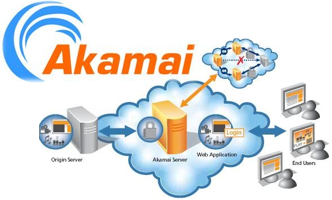 Akamai
Login
Origin Server
Akamai Server
Web Application
End Users